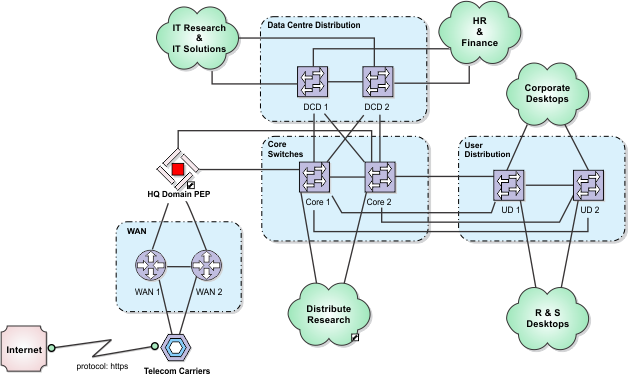 IT Research
&
IT Solutions
Data Centre Distribution
HR
&
Finance
DCD 1
DCD 2
Corporate
Desktops
Core
Switches
User
Distribution
HQ Domain PEP
Core 1
Core 2
UD 1
UD 2
WAN
WAN 1
WAN 2
Distribute
Research
R & S
Desktops
Internet
protocol: https
Telecom Carriers